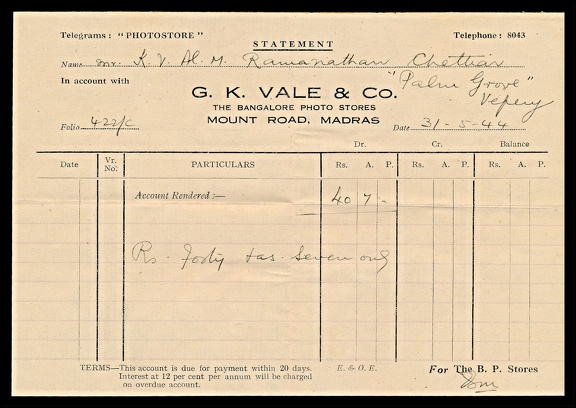 Telegrams: "PHOTOSTORE" Telephone: 8043
STATEMENT
Name Mr. K. V. Al. M. Ramanathan Chettiar
In account with "Palm Grove"
G. K. VALE & Co. Vepery
THE BANGALORE PHOTO STORES
MOUNT ROAD, MADRAS
Folio 422/C Date 31-5-44
Dr. Cr. Balance
Date Vr. No. PARTICULARS Rs. A. P. Rs. A. P. Rs. A. P.
Account Rendered :— 40 7 -
Rs. Forty & as. Seven only
TERMS—This account is due for payment within 20 days. E. & O. E. For The B. P. Stores
Interest at 12 per cent per annum will be charged
on overdue account.